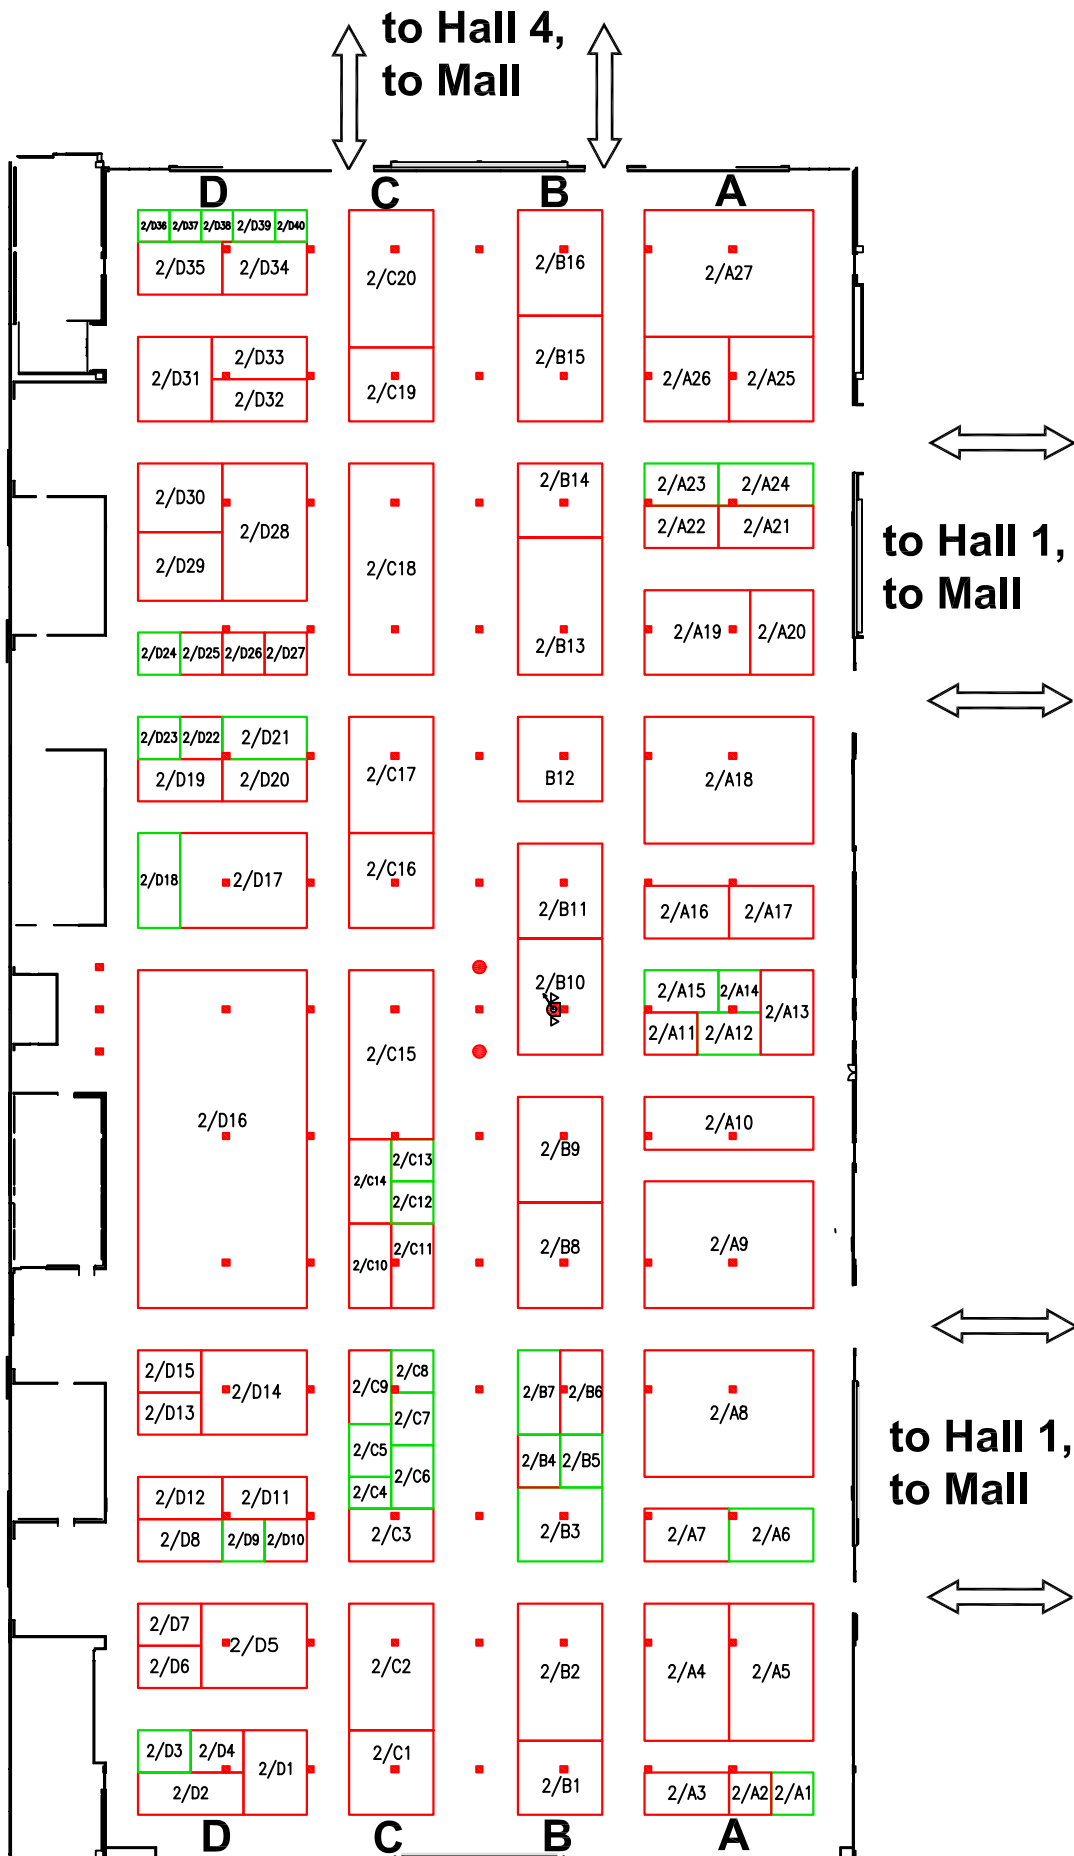 to Hall 4,
to Mall
D C B A
2/D36 2/D37 2/D38 2/D39 2/D40
2/D35 2/D34 2/C20 2/B16 2/A27
2/D31 2/D33 2/D32 2/C19 2/B15 2/A26 2/A25
2/D30 2/D28 2/D29 2/C18 2/B14 2/A23 2/A24
2/A22 2/A21
to Hall 1,
to Mall
2/D24 2/D25 2/D26 2/D27 2/B13 2/A19 2/A20
2/D23 2/D22 2/D21 2/C17 B12 2/A18
2/D19 2/D20
2/D18 2/D17 2/C16 2/B11 2/A16 2/A17
2/B10 2/A15 2/A14 2/A13
2/A11 2/A12
2/D16 2/C15 2/B9 2/A10
2/C14 2/C13
2/C12
2/C10 2/C11 2/B8 2/A9
2/D15 2/D14 2/C9 2/C8 2/B7 2/B6 2/A8
2/D13 2/C7
2/C5 2/C6 2/B4 2/B5
2/C4
to Hall 1,
to Mall
2/D12 2/D11 2/C3 2/B3 2/A7 2/A6
2/D8 2/D9 2/D10
2/D7 2/D5 2/C2 2/B2 2/A4 2/A5
2/D6
2/D3 2/D4 2/D1 2/C1 2/B1 2/A3 2/A2 2/A1
2/D2
D C B A